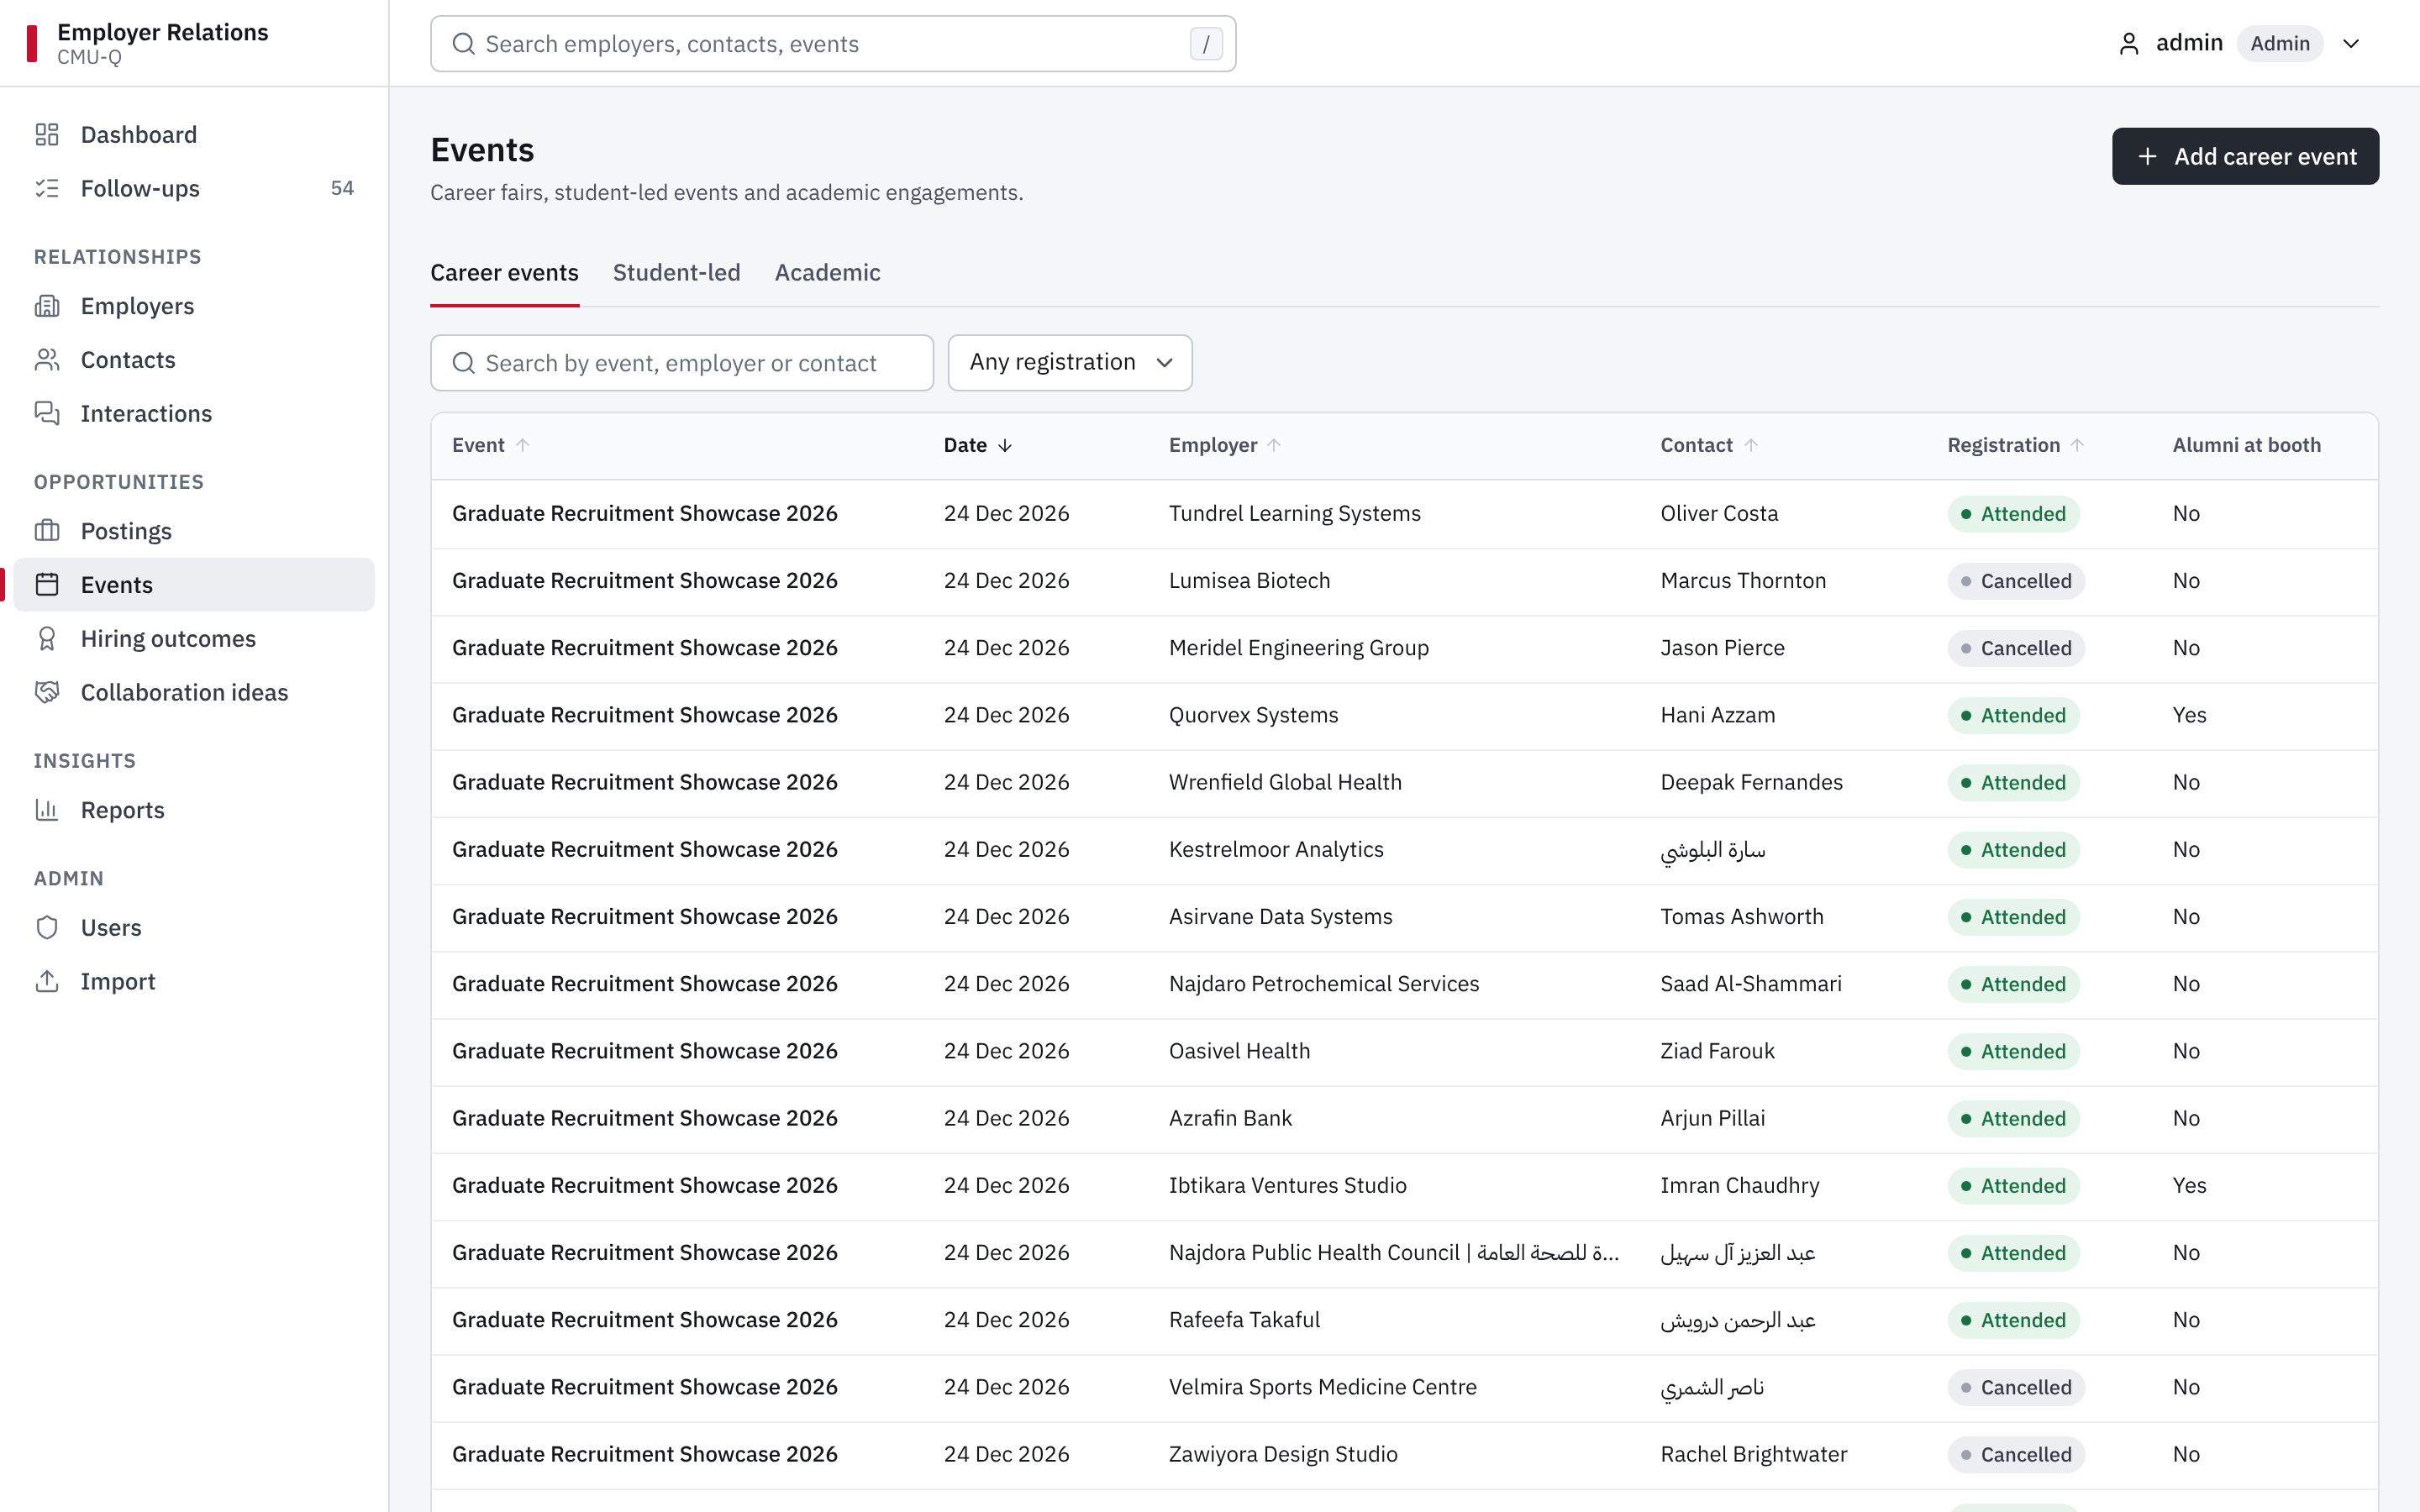 Employer Relations
CMU-Q
Search employers, contacts, events /
admin Admin
Dashboard
Follow-ups 54
RELATIONSHIPS
Employers
Contacts
Interactions
OPPORTUNITIES
Postings
Events
Hiring outcomes
Collaboration ideas
INSIGHTS
Reports
ADMIN
Users
Import
Events
Career fairs, student-led events and academic engagements.
+ Add career event
Career events Student-led Academic
Search by event, employer or contact Any registration
Event ↑ Date ↓ Employer ↑ Contact ↑ Registration ↑ Alumni at booth
Graduate Recruitment Showcase 2026 24 Dec 2026 Tundrel Learning Systems Oliver Costa Attended No
Graduate Recruitment Showcase 2026 24 Dec 2026 Lumisea Biotech Marcus Thornton Cancelled No
Graduate Recruitment Showcase 2026 24 Dec 2026 Meridel Engineering Group Jason Pierce Cancelled No
Graduate Recruitment Showcase 2026 24 Dec 2026 Quorvex Systems Hani Azzam Attended Yes
Graduate Recruitment Showcase 2026 24 Dec 2026 Wrenfield Global Health Deepak Fernandes Attended No
Graduate Recruitment Showcase 2026 24 Dec 2026 Kestrelmoor Analytics سارة البلوشي Attended No
Graduate Recruitment Showcase 2026 24 Dec 2026 Asirvane Data Systems Tomas Ashworth Attended No
Graduate Recruitment Showcase 2026 24 Dec 2026 Najdaro Petrochemical Services Saad Al-Shammari Attended No
Graduate Recruitment Showcase 2026 24 Dec 2026 Oasivel Health Ziad Farouk Attended No
Graduate Recruitment Showcase 2026 24 Dec 2026 Azrafin Bank Arjun Pillai Attended No
Graduate Recruitment Showcase 2026 24 Dec 2026 Ibtikara Ventures Studio Imran Chaudhry Attended Yes
Graduate Recruitment Showcase 2026 24 Dec 2026 Najdora Public Health Council | ة للصحة العامة... عبد العزيز آل سهيل Attended No
Graduate Recruitment Showcase 2026 24 Dec 2026 Rafeefa Takaful عبد الرحمن درويش Attended No
Graduate Recruitment Showcase 2026 24 Dec 2026 Velmira Sports Medicine Centre ناصر الشمري Cancelled No
Graduate Recruitment Showcase 2026 24 Dec 2026 Zawiyora Design Studio Rachel Brightwater Cancelled No